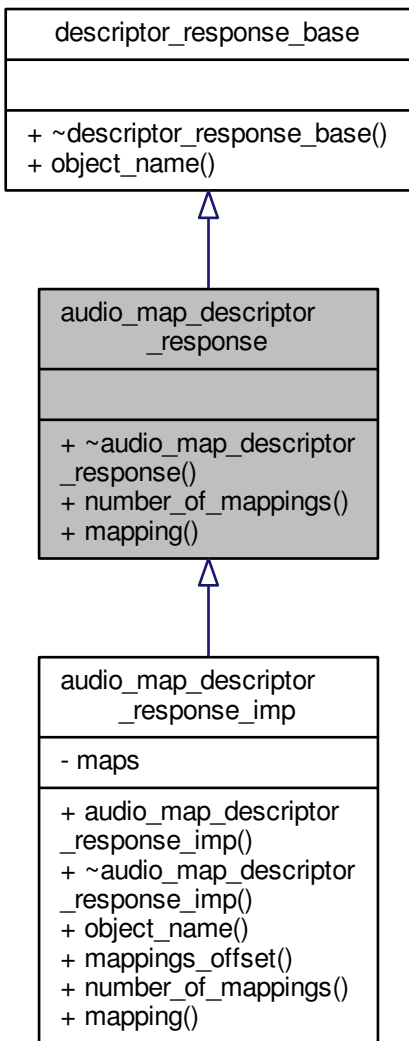 descriptor_response_base
+ ~descriptor_response_base()
+ object_name()
audio_map_descriptor
_response
+ ~audio_map_descriptor
_response()
+ number_of_mappings()
+ mapping()
audio_map_descriptor
_response_imp
- maps
+ audio_map_descriptor
_response_imp()
+ ~audio_map_descriptor
_response_imp()
+ object_name()
+ mappings_offset()
+ number_of_mappings()
+ mapping()